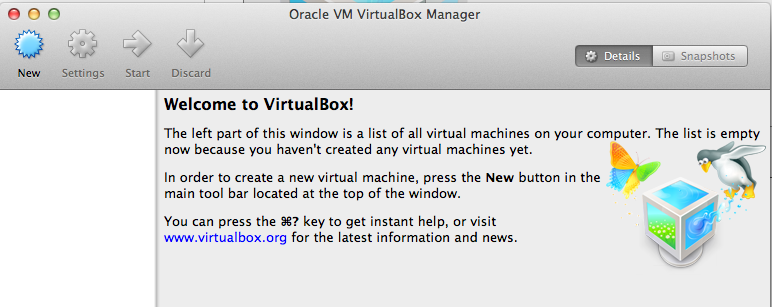 Oracle VM VirtualBox Manager
New Settings Start Discard
Details Snapshots
Welcome to VirtualBox!
The left part of this window is a list of all virtual machines on your computer. The list is empty
now because you haven't created any virtual machines yet.
In order to create a new virtual machine, press the New button in the
main tool bar located at the top of the window.
You can press the ⌘? key to get instant help, or visit
www.virtualbox.org for the latest information and news.